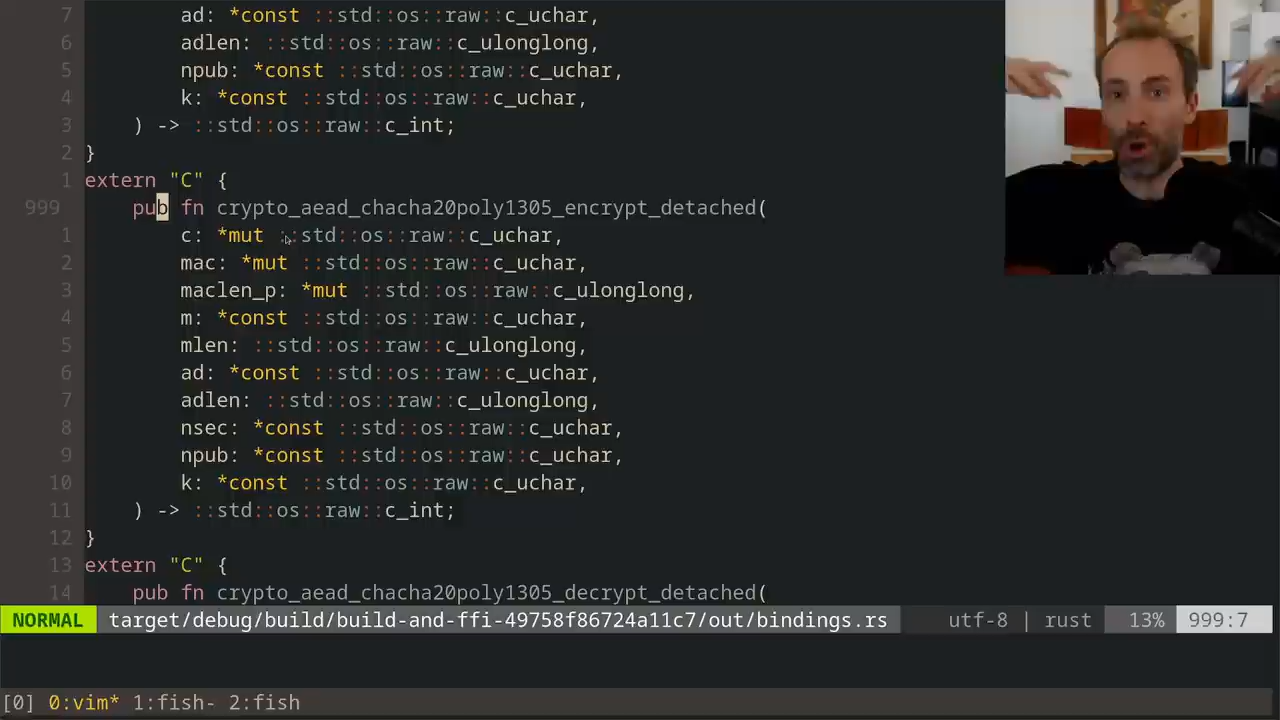 7 ad: *const ::std::os::raw::c_uchar,
6 adlen: ::std::os::raw::c_ulonglong,
5 npub: *const ::std::os::raw::c_uchar,
4 k: *const ::std::os::raw::c_uchar,
3 ) -> ::std::os::raw::c_int;
2 }
1 extern "C" {
999 pub fn crypto_aead_chacha20poly1305_encrypt_detached(
1 c: *mut ::std::os::raw::c_uchar,
2 mac: *mut ::std::os::raw::c_uchar,
3 maclen_p: *mut ::std::os::raw::c_ulonglong,
4 m: *const ::std::os::raw::c_uchar,
5 mlen: ::std::os::raw::c_ulonglong,
6 ad: *const ::std::os::raw::c_uchar,
7 adlen: ::std::os::raw::c_ulonglong,
8 nsec: *const ::std::os::raw::c_uchar,
9 npub: *const ::std::os::raw::c_uchar,
10 k: *const ::std::os::raw::c_uchar,
11 ) -> ::std::os::raw::c_int;
12 }
13 extern "C" {
14 pub fn crypto_aead_chacha20poly1305_decrypt_detached(
NORMAL target/debug/build/build-and-ffi-49758f86724a11c7/out/bindings.rs utf-8 | rust 13% 999:7
[0] 0:vim* 1:fish- 2:fish